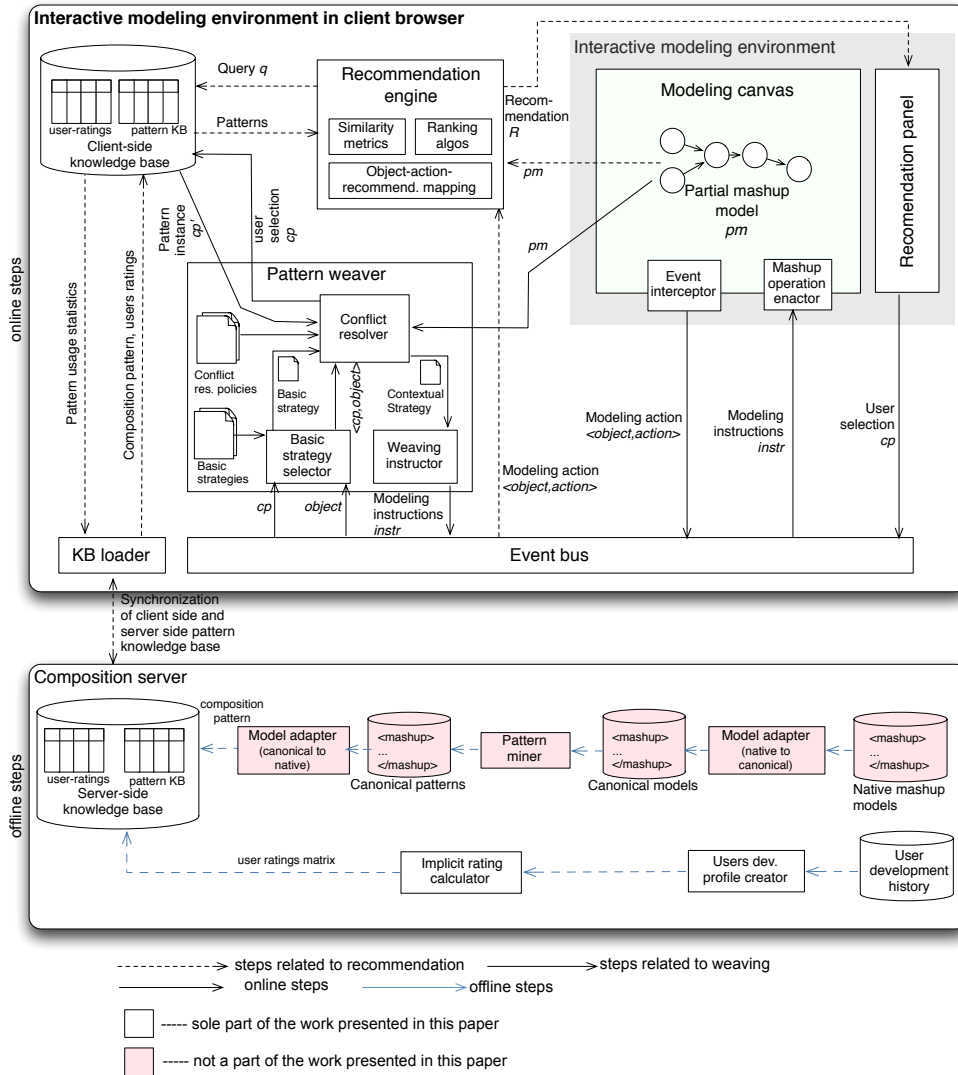 Interactive modeling environment in client browser
Query q
Recommendation
engine
Similarity
metrics
Ranking
algos
Object-action-
recommend. mapping
Recom-
mendation
R
Interactive modeling environment
Modeling canvas
Partial mashup
model
pm
Recomendation panel
user-ratings
pattern KB
Client-side
knowledge base
Patterns
pm
pm
Pattern
instance
cp'
user
selection
cp
Event
interceptor
Mashup
operation
enactor
online steps
Pattern usage statistics
Composition pattern, users ratings
Pattern weaver
Conflict
resolver
Conflict
res. policies
Basic
strategy
<cp,object>
Contextual
Strategy
Basic
strategies
Basic
strategy
selector
Weaving
instructor
cp
object
Modeling
instructions
instr
Modeling action
<object,action>
Modeling action
<object,action>
Modeling
instructions
instr
User
selection
cp
KB loader
Event bus
Synchronization
of client side and
server side pattern
knowledge base
Composition server
offline steps
user-ratings
pattern KB
Server-side
knowledge base
composition
pattern
Model adapter
(canonical to
native)
<mashup>
...
</mashup>
Canonical patterns
Pattern
miner
<mashup>
...
</mashup>
Canonical models
Model adapter
(native to
canonical)
<mashup>
...
</mashup>
Native mashup
models
user ratings matrix
Implicit rating
calculator
Users dev.
profile creator
User
development
history
steps related to recommendation
steps related to weaving
online steps
offline steps
----- sole part of the work presented in this paper
----- not a part of the work presented in this paper